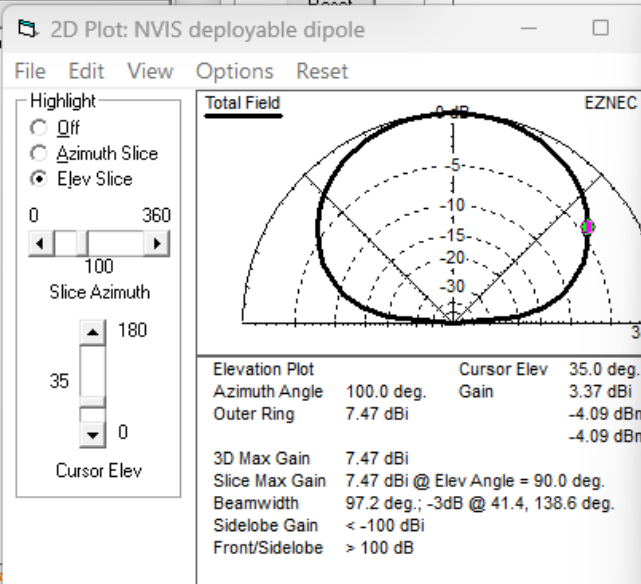 Reset
2D Plot: NVIS deployable dipole
File Edit View Options Reset
Highlight
Off
Azimuth Slice
Elev Slice
0 360
100
Slice Azimuth
180
35
0
Cursor Elev
Total Field
EZNEC
0 dB
-5
-10
-15
-20
-30
3
Elevation Plot Cursor Elev 35.0 deg.
Azimuth Angle 100.0 deg. Gain 3.37 dBi
Outer Ring 7.47 dBi -4.09 dBm
-4.09 dBm
3D Max Gain 7.47 dBi
Slice Max Gain 7.47 dBi @ Elev Angle = 90.0 deg.
Beamwidth 97.2 deg.; -3dB @ 41.4, 138.6 deg.
Sidelobe Gain < -100 dBi
Front/Sidelobe > 100 dB